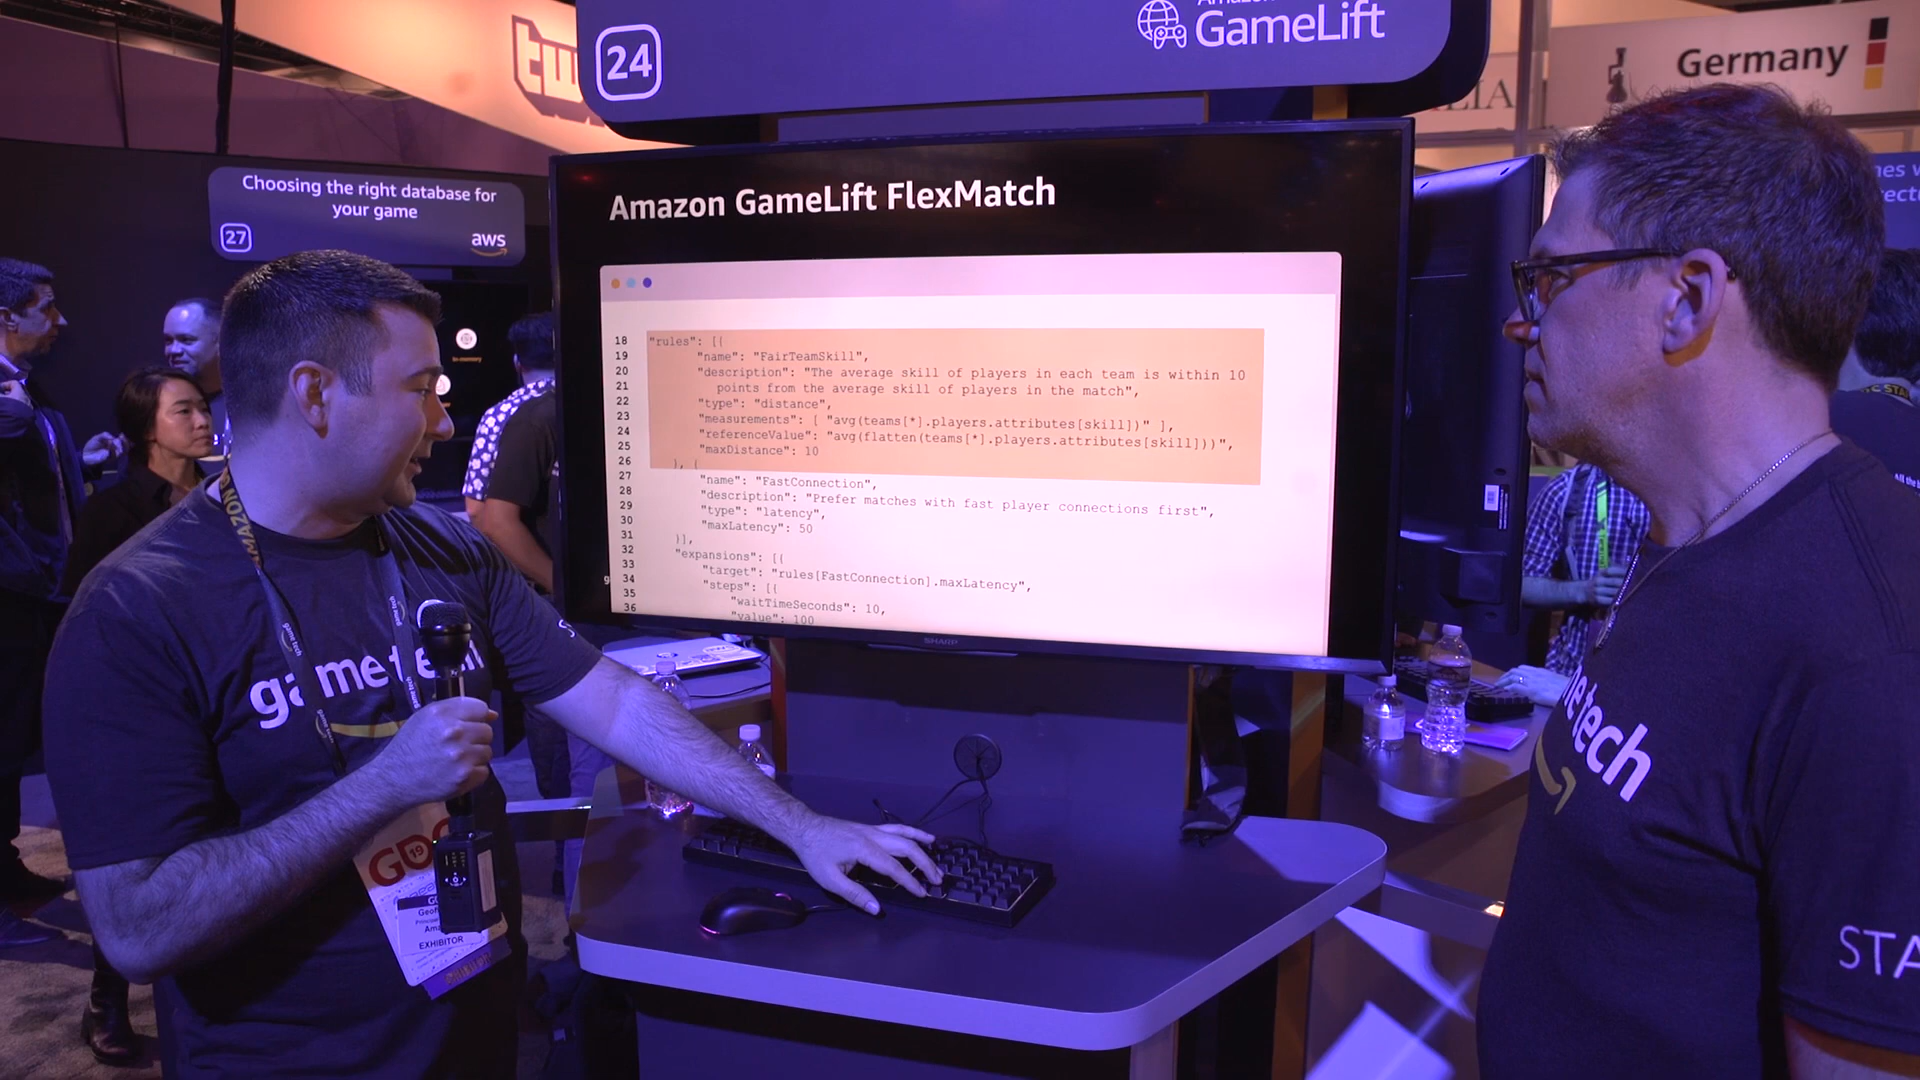 24
GameLift
Germany
Choosing the right database for
your game
27
aws
Amazon GameLift FlexMatch
18 "rules": [{
19 "name": "FairTeamSkill",
20 "description": "The average skill of players in each team is within 10
21 points from the average skill of players in the match",
22 "type": "distance",
23 "measurements": [ "avg(teams[*].players.attributes[skill])" ],
24 "referenceValue": "avg(flatten(teams[*].players.attributes[skill]))",
25 "maxDistance": 10
26 }, {
27 "name": "FastConnection",
28 "description": "Prefer matches with fast player connections first",
29 "type": "latency",
30 "maxLatency": 50
31 }],
32 "expansions": [{
33 "target": "rules[FastConnection].maxLatency",
34 "steps": [{
35 "waitTimeSeconds": 10,
36 "value": 100
SHARP
game tech
game tech
19
EXHIBITOR